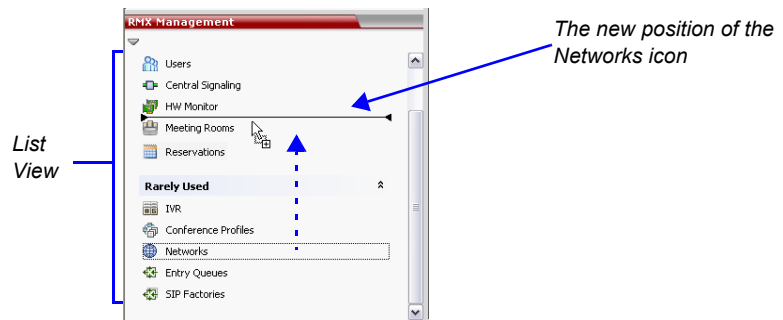 RMX Management
The new position of the
Networks icon
Users
Central Signaling
HW Monitor
Meeting Rooms
Reservations
List
View
Rarely Used
IVR
Conference Profiles
Networks
Entry Queues
SIP Factories